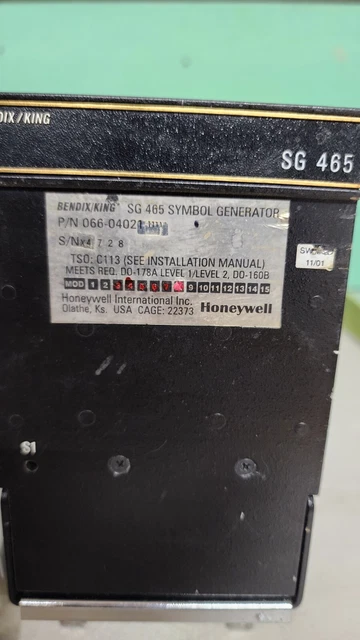 DIX/KING
SG 465
BENDIX/KING SG 465 SYMBOL GENERATOR
P/N 066-04021
S/N 4728
TSO: C113 (SEE INSTALLATION MANUAL)
MEETS REQ. DO-178A LEVEL 1/LEVEL 2, DO-160B
MOD 1 2 3 4 5 6 7 8 9 10 11 12 13 14 15
Honeywell International Inc. Honeywell
Olathe, Ks. USA CAGE: 22373
11/01
S1